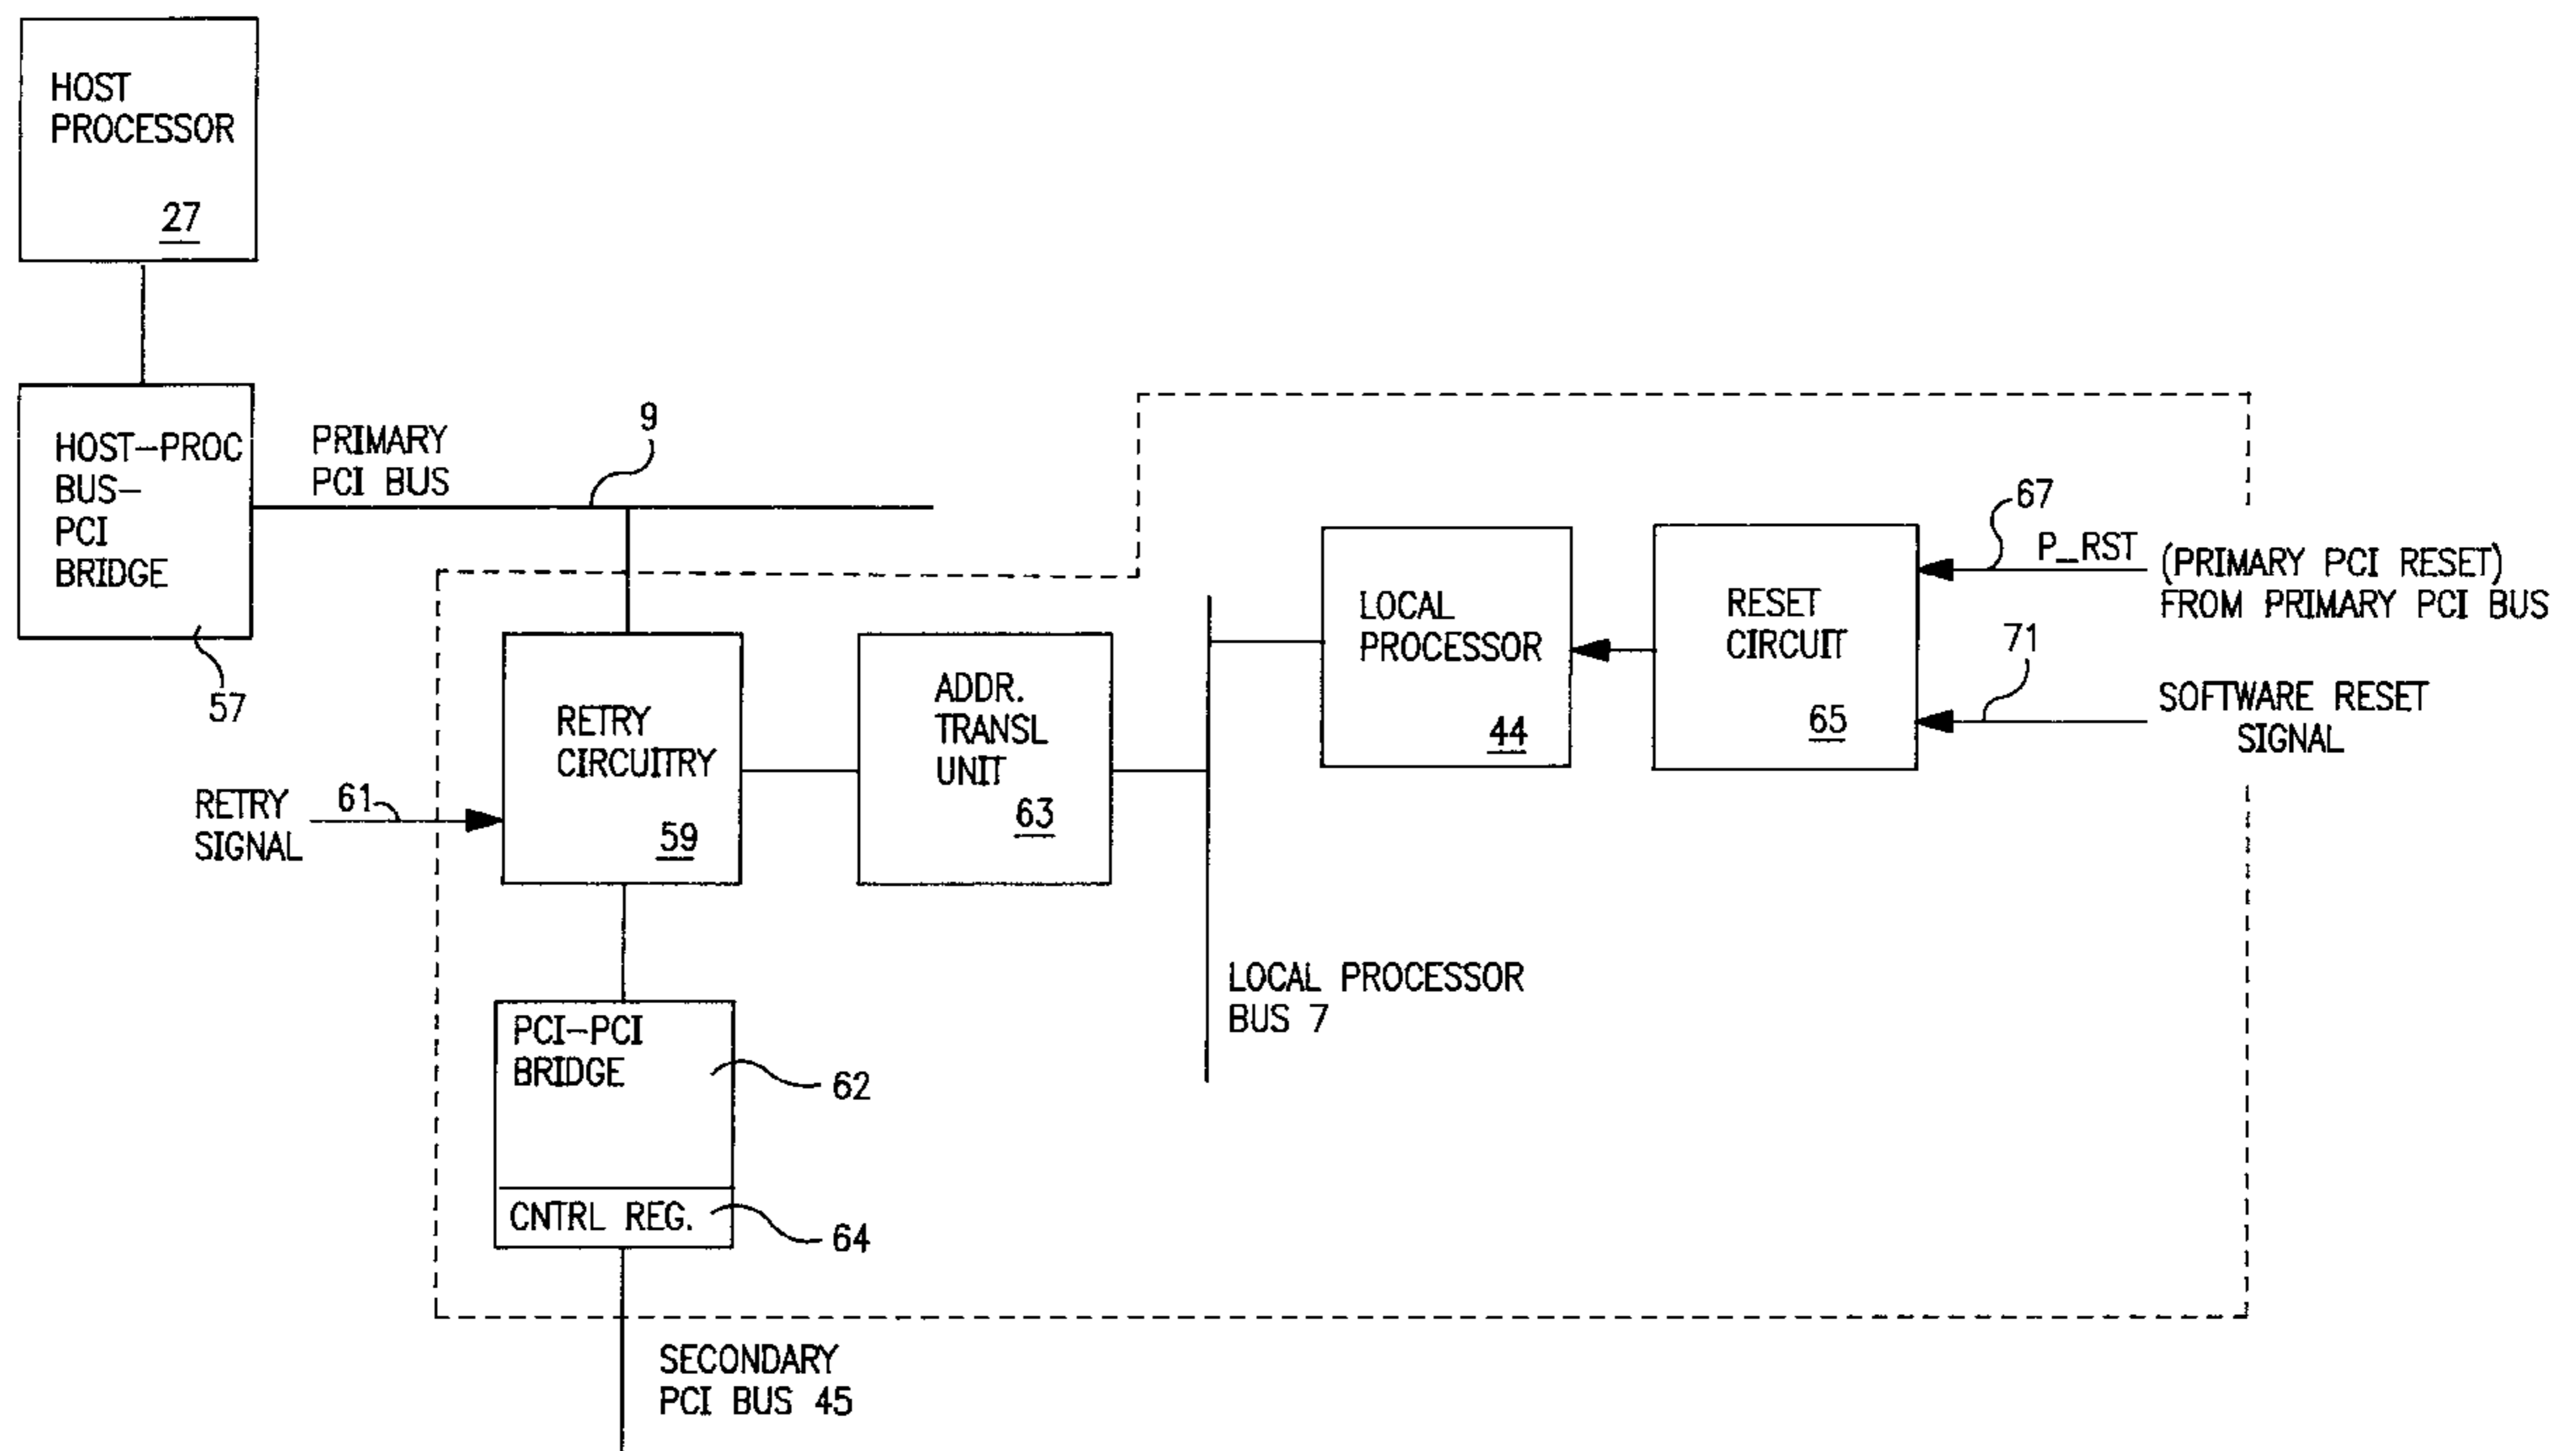 HOST
PROCESSOR
27
HOST-PROC
BUS-
PCI
BRIDGE
57
PRIMARY
PCI BUS
9
RETRY
SIGNAL
61
RETRY
CIRCUITRY
59
ADDR.
TRANSL
UNIT
63
LOCAL
PROCESSOR
44
RESET
CIRCUIT
65
67
P_RST
(PRIMARY PCI RESET)
FROM PRIMARY PCI BUS
71
SOFTWARE RESET
SIGNAL
LOCAL PROCESSOR
BUS 7
PCI-PCI
BRIDGE
62
CNTRL REG.
64
SECONDARY
PCI BUS 45